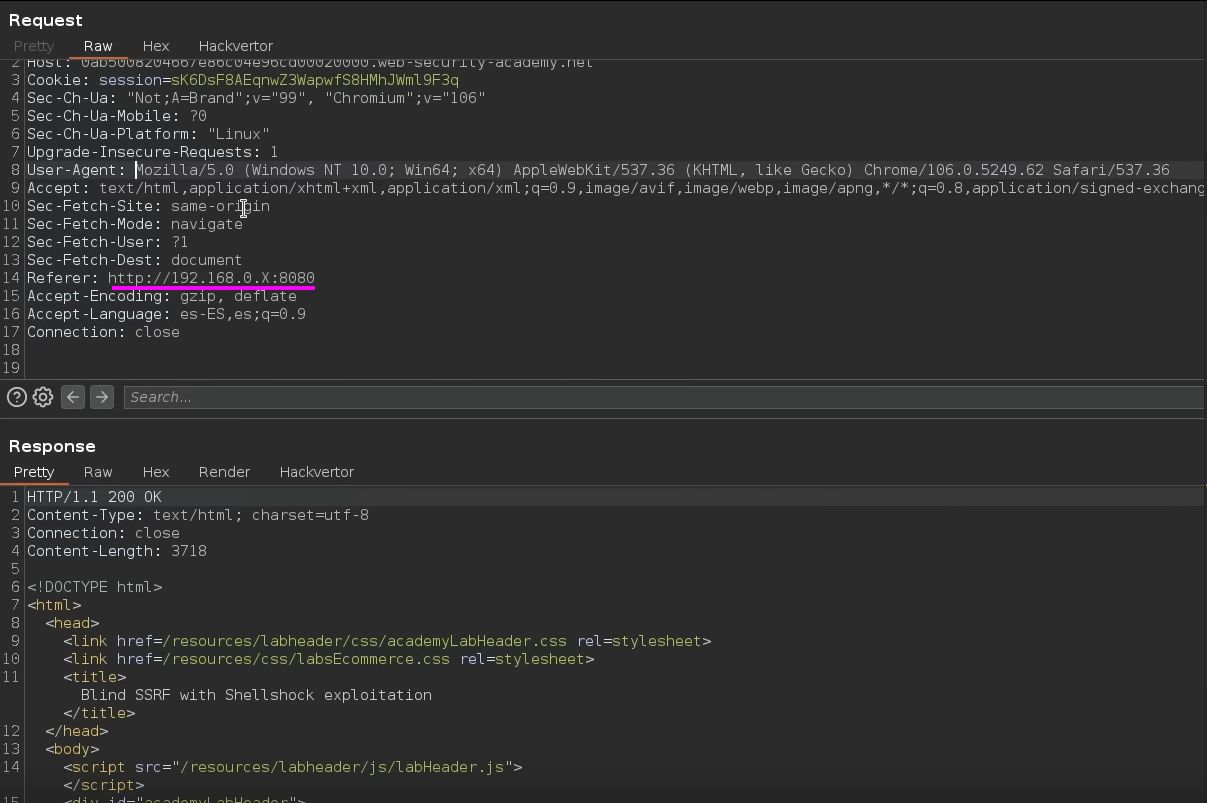 Request
Pretty Raw Hex Hackvertor
2 Host: 0ab5008204667e86c04e96cd00020000.web-security-academy.net
3 Cookie: session=sK6DsF8AEqnwZ3WapwfS8HMhJWml9F3q
4 Sec-Ch-Ua: "Not;A=Brand";v="99", "Chromium";v="106"
5 Sec-Ch-Ua-Mobile: ?0
6 Sec-Ch-Ua-Platform: "Linux"
7 Upgrade-Insecure-Requests: 1
8 User-Agent: Mozilla/5.0 (Windows NT 10.0; Win64; x64) AppleWebKit/537.36 (KHTML, like Gecko) Chrome/106.0.5249.62 Safari/537.36
9 Accept: text/html,application/xhtml+xml,application/xml;q=0.9,image/avif,image/webp,image/apng,*/*;q=0.8,application/signed-exchang
10 Sec-Fetch-Site: same-origin
11 Sec-Fetch-Mode: navigate
12 Sec-Fetch-User: ?1
13 Sec-Fetch-Dest: document
14 Referer: http://192.168.0.X:8080
15 Accept-Encoding: gzip, deflate
16 Accept-Language: es-ES,es;q=0.9
17 Connection: close
18
19
Search...
Response
Pretty Raw Hex Render Hackvertor
1 HTTP/1.1 200 OK
2 Content-Type: text/html; charset=utf-8
3 Connection: close
4 Content-Length: 3718
5
6 <!DOCTYPE html>
7 <html>
8 <head>
9 <link href=/resources/labheader/css/academyLabHeader.css rel=stylesheet>
10 <link href=/resources/css/labsEcommerce.css rel=stylesheet>
11 <title>
Blind SSRF with Shellshock exploitation
</title>
12 </head>
13 <body>
14 <script src="/resources/labheader/js/labHeader.js">
</script>
15 <div id="academyLabHeader">